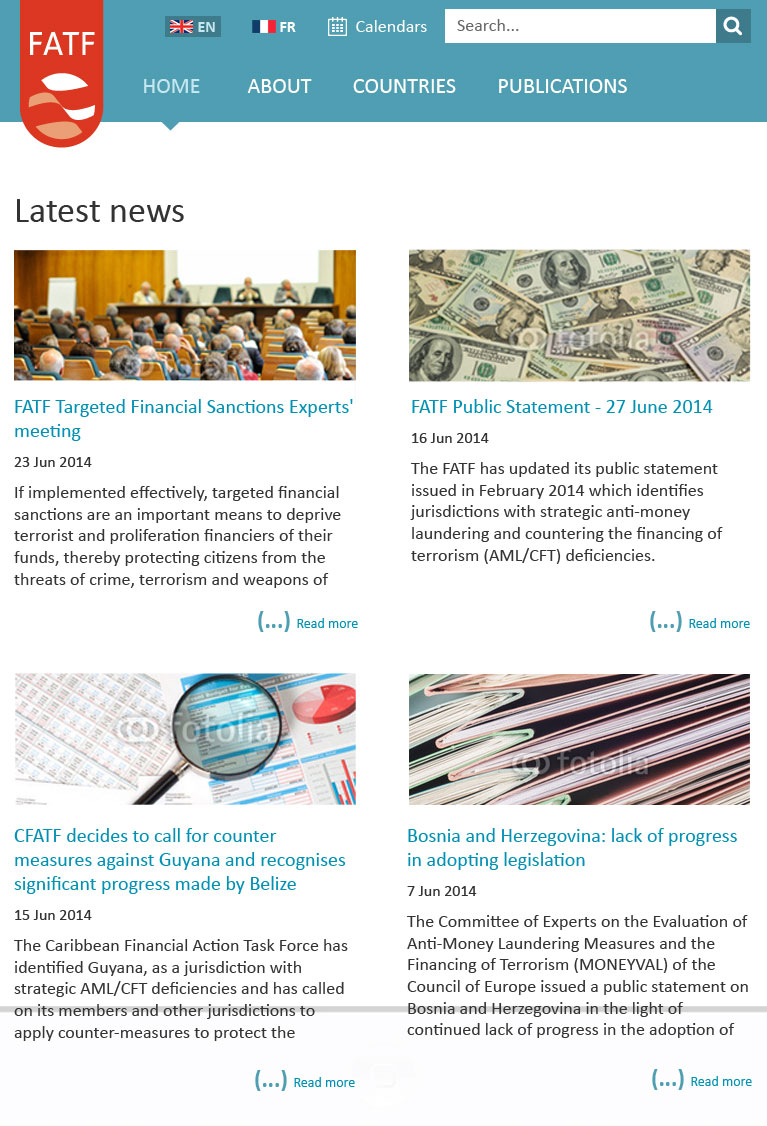 FATF
EN
FR
Calendars
Search...
HOME
ABOUT
COUNTRIES
PUBLICATIONS
Latest news
fotolia
FATF Targeted Financial Sanctions Experts'
meeting
23 Jun 2014
If implemented effectively, targeted financial
sanctions are an important means to deprive
terrorist and proliferation financiers of their
funds, thereby protecting citizens from the
threats of crime, terrorism and weapons of
(...) Read more
FATF Public Statement - 27 June 2014
16 Jun 2014
The FATF has updated its public statement
issued in February 2014 which identifies
jurisdictions with strategic anti-money
laundering and countering the financing of
terrorism (AML/CFT) deficiencies.
(...) Read more
fotolia
CFATF decides to call for counter
measures against Guyana and recognises
significant progress made by Belize
15 Jun 2014
The Caribbean Financial Action Task Force has
identified Guyana, as a jurisdiction with
strategic AML/CFT deficiencies and has called
on its members and other jurisdictions to
apply counter-measures to protect the
(...) Read more
fotolia
Bosnia and Herzegovina: lack of progress
in adopting legislation
7 Jun 2014
The Committee of Experts on the Evaluation of
Anti-Money Laundering Measures and the
Financing of Terrorism (MONEYVAL) of the
Council of Europe issued a public statement on
Bosnia and Herzegovina in the light of
continued lack of progress in the adoption of
(...) Read more